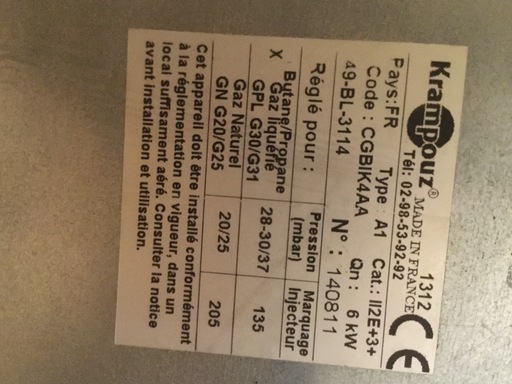 Krampouz® MADE IN FRANCE 1312 CE
Tél: 02-98-53-92-92
Pays:FR Type : A1 Cat.: II2E+3+
Code : CGBIK4AA Qn : 6 kW
49-BL-3114 N° : 140811
Réglé pour : Pression (mbar) Marquage Injecteur
X Butane/Propane
Gaz liquéfié
GPL G30/G31 28-30/37 135
Gaz Naturel
GN G20/G25 20/25 205
Cet appareil doit être installé conformément
à la réglementation en vigueur, dans un
local suffisament aéré. Consulter la notice
avant installation et utilisation.